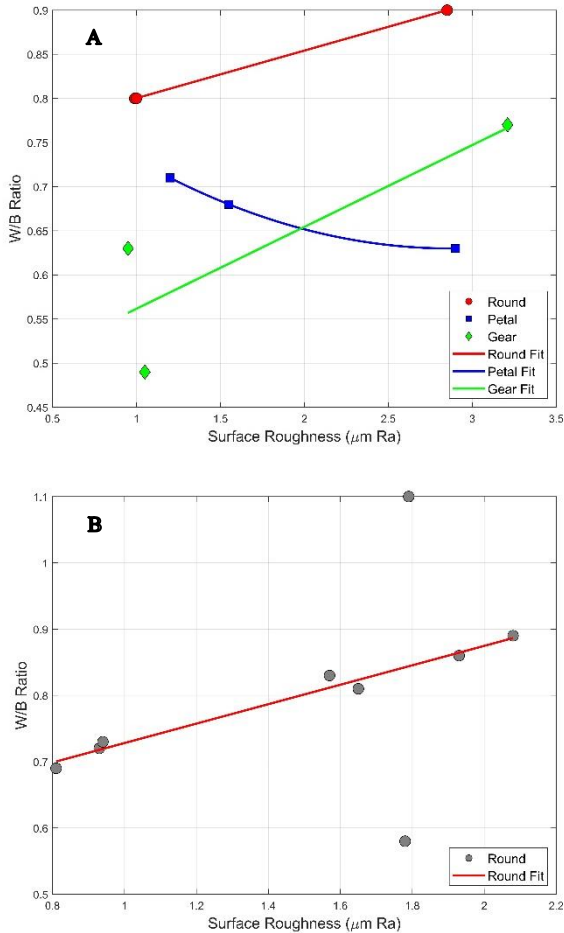 A
0.9
0.85
0.8
0.75
0.7
0.65
0.6
0.55
0.5
0.45
W/B Ratio
Round
Petal
Gear
Round Fit
Petal Fit
Gear Fit
0.5 1 1.5 2 2.5 3 3.5
Surface Roughness (μm Ra)
B
1.1
1
0.9
0.8
0.7
0.6
0.5
W/B Ratio
Round
Round Fit
0.8 1 1.2 1.4 1.6 1.8 2 2.2
Surface Roughness (μm Ra)